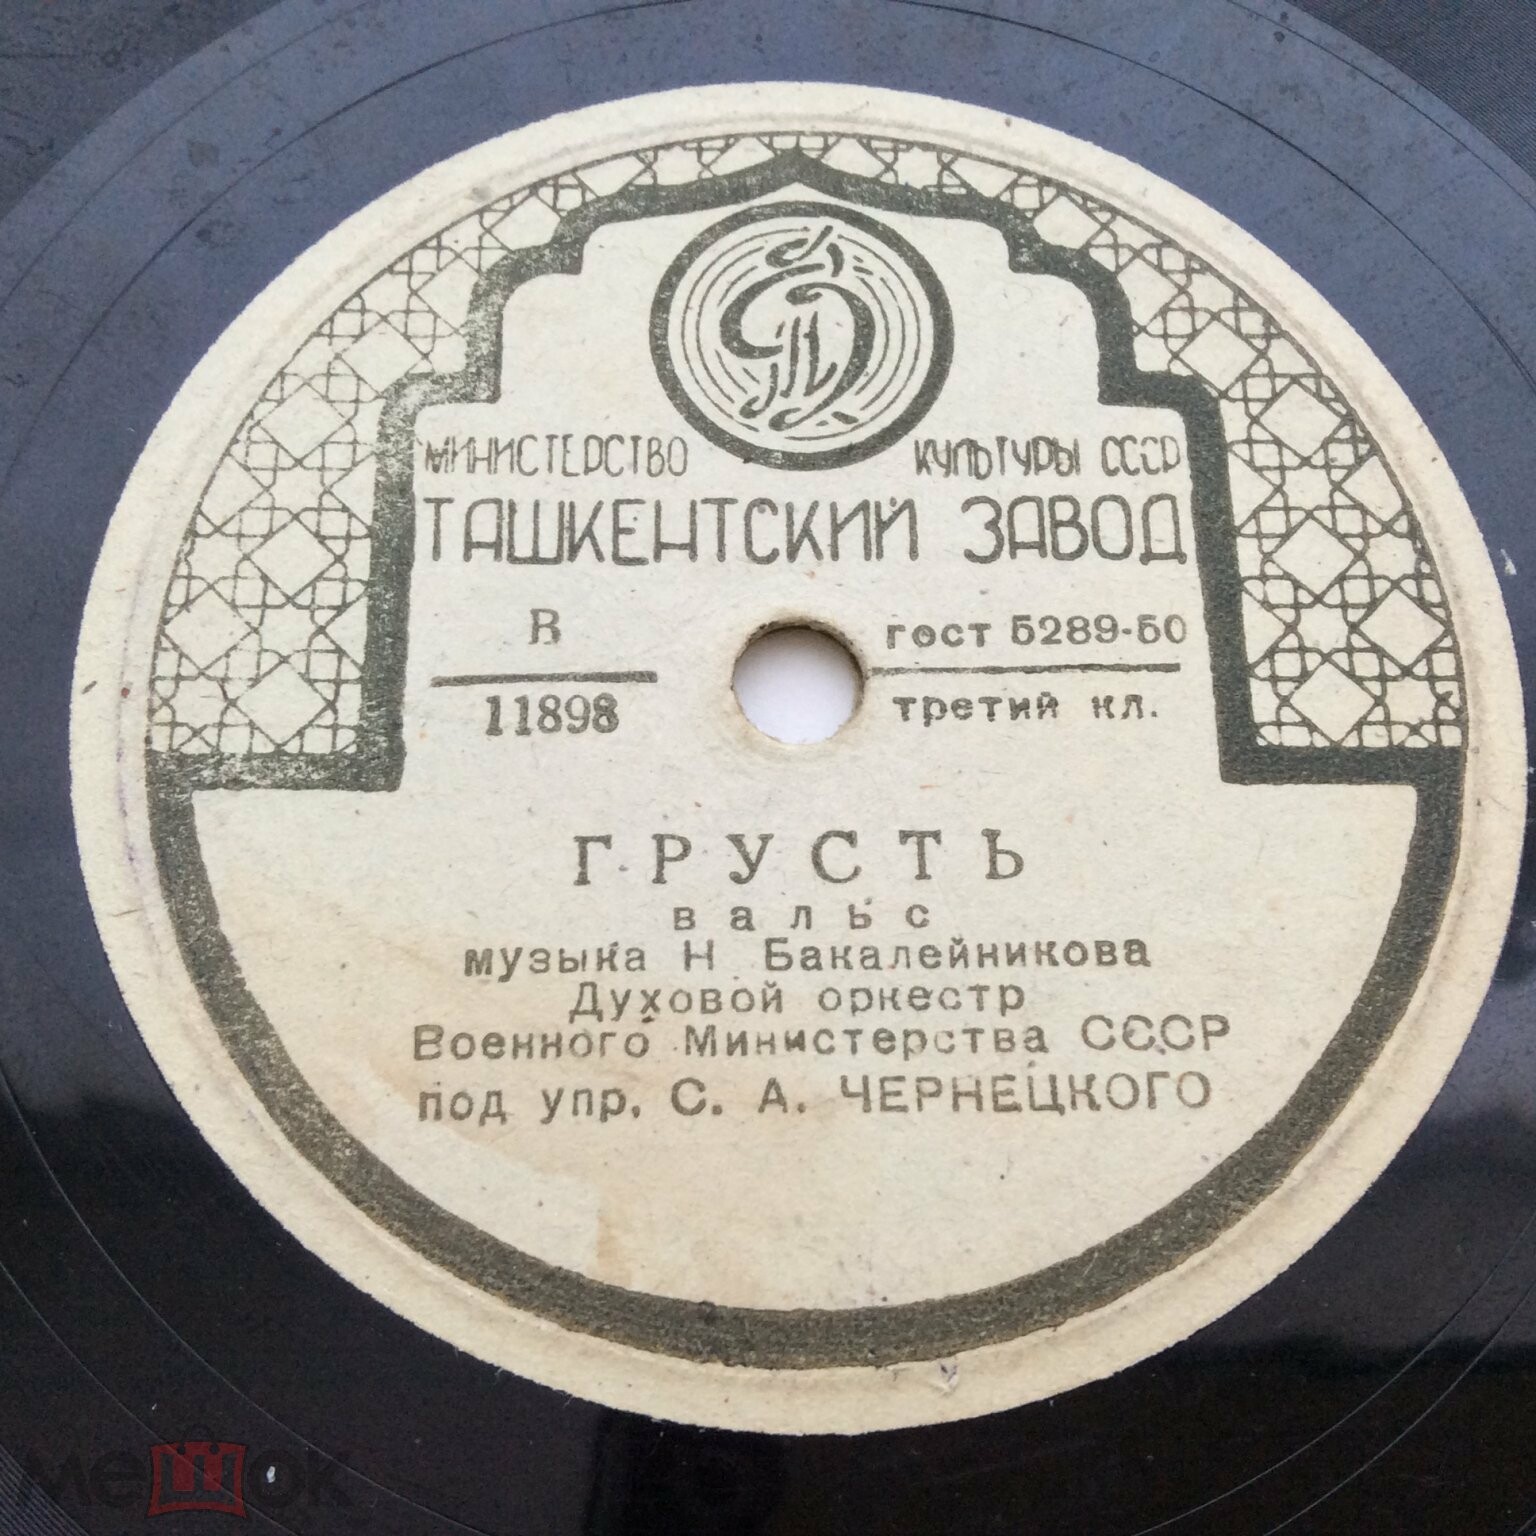 МИНИСТЕРСТВО КУЛЬТУРЫ СССР
ТАШКЕНТСКИЙ ЗАВОД
В гост 5289-50
11898 третий кл.
ГРУСТЬ
вальс
музыка Н Бакалейникова
Духовой оркестр
Военного Министерства СССР
под упр. С. А. ЧЕРНЕЦКОГО
мешок